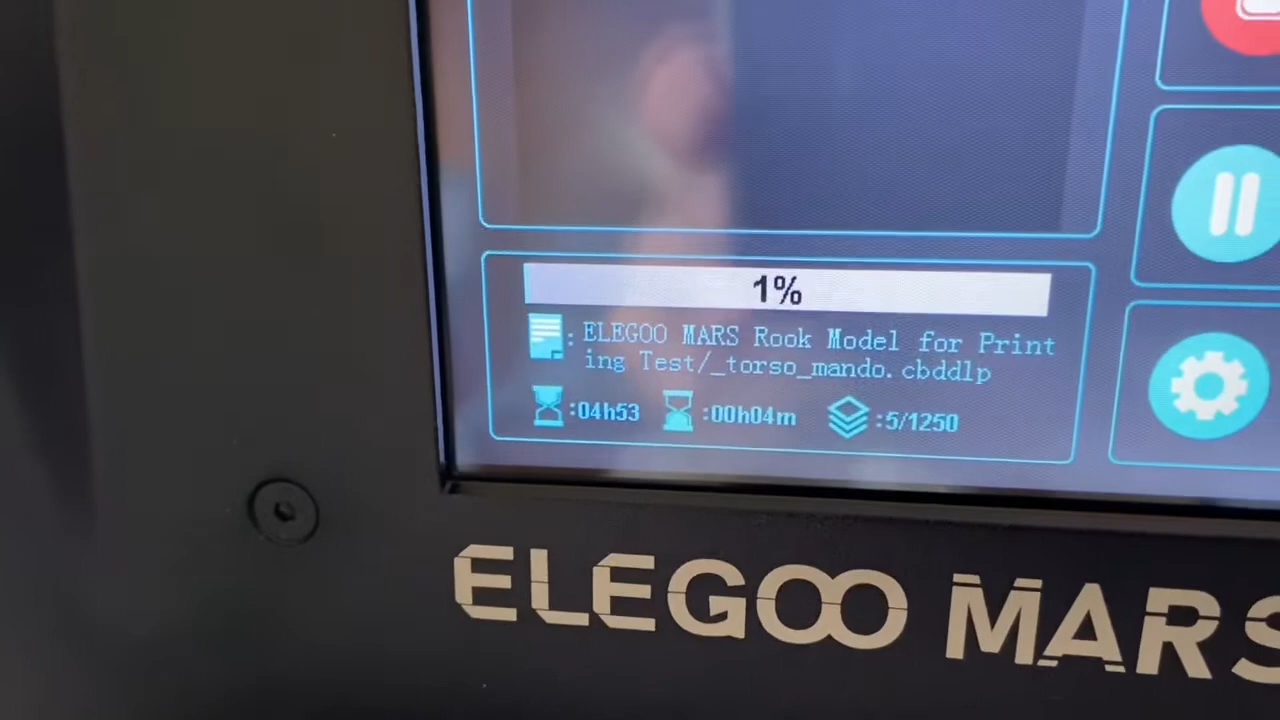 1%
: ELEGOO MARS Rook Model for Print
ing Test/_torso_mando.cbddlp
:04h53 :00h04m :5/1250
ELEGOO MARS